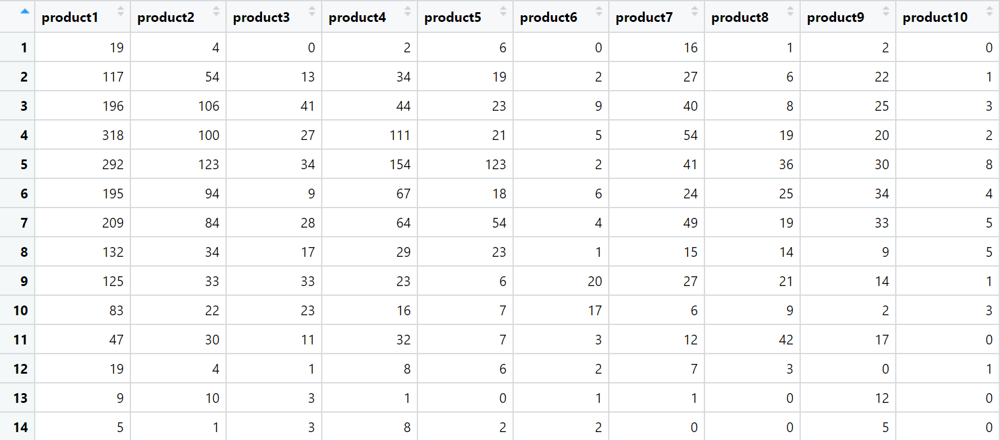 product1 product2 product3 product4 product5 product6 product7 product8 product9 product10
1 19 4 0 2 6 0 16 1 2 0
2 117 54 13 34 19 2 27 6 22 1
3 196 106 41 44 23 9 40 8 25 3
4 318 100 27 111 21 5 54 19 20 2
5 292 123 34 154 123 2 41 36 30 8
6 195 94 9 67 18 6 24 25 34 4
7 209 84 28 64 54 4 49 19 33 5
8 132 34 17 29 23 1 15 14 9 5
9 125 33 33 23 6 20 27 21 14 1
10 83 22 23 16 7 17 6 9 2 3
11 47 30 11 32 7 3 12 42 17 0
12 19 4 1 8 6 2 7 3 0 1
13 9 10 3 1 0 1 1 0 12 0
14 5 1 3 8 2 2 0 0 5 0